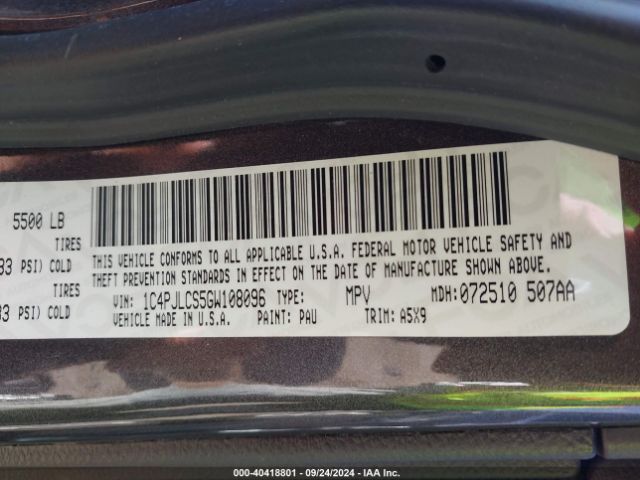 5500 LB
TIRES
THIS VEHICLE CONFORMS TO ALL APPLICABLE U.S.A. FEDERAL MOTOR VEHICLE SAFETY AND
33 PSI) COLD
THEFT PREVENTION STANDARDS IN EFFECT ON THE DATE OF MANUFACTURE SHOWN ABOVE.
TIRES
VIN: 1C4PJLCS5GW108096 TYPE: MPV MDH: 072510 507AA
33 PSI) COLD
VEHICLE MADE IN U.S.A. PAINT: PAU TRIM: A5X9
000-40418801 - 09/24/2024 - IAA Inc.